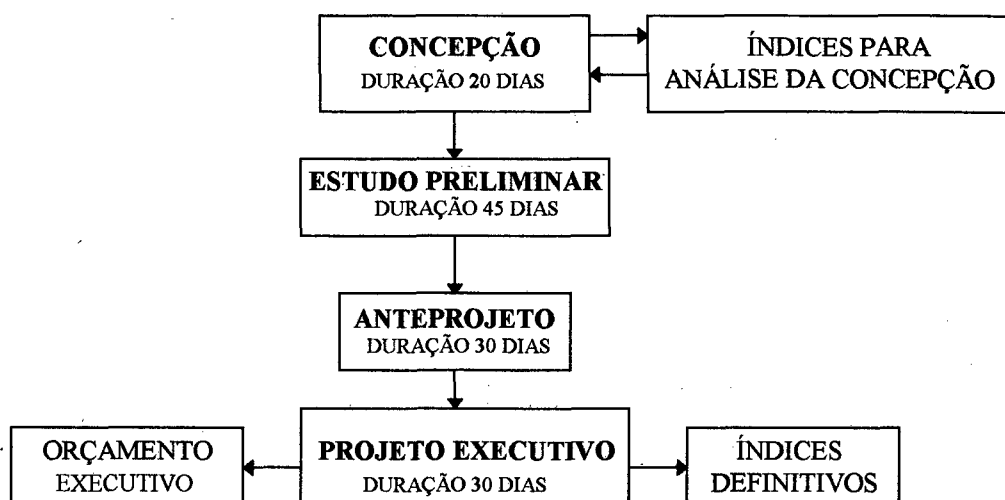 CONCEPÇÃO
DURAÇÃO 20 DIAS
ÍNDICES PARA
ANÁLISE DA CONCEPÇÃO
ESTUDO PRELIMINAR
DURAÇÃO 45 DIAS
ANTEPROJETO
DURAÇÃO 30 DIAS
ORÇAMENTO
EXECUTIVO
PROJETO EXECUTIVO
DURAÇÃO 30 DIAS
ÍNDICES
DEFINITIVOS